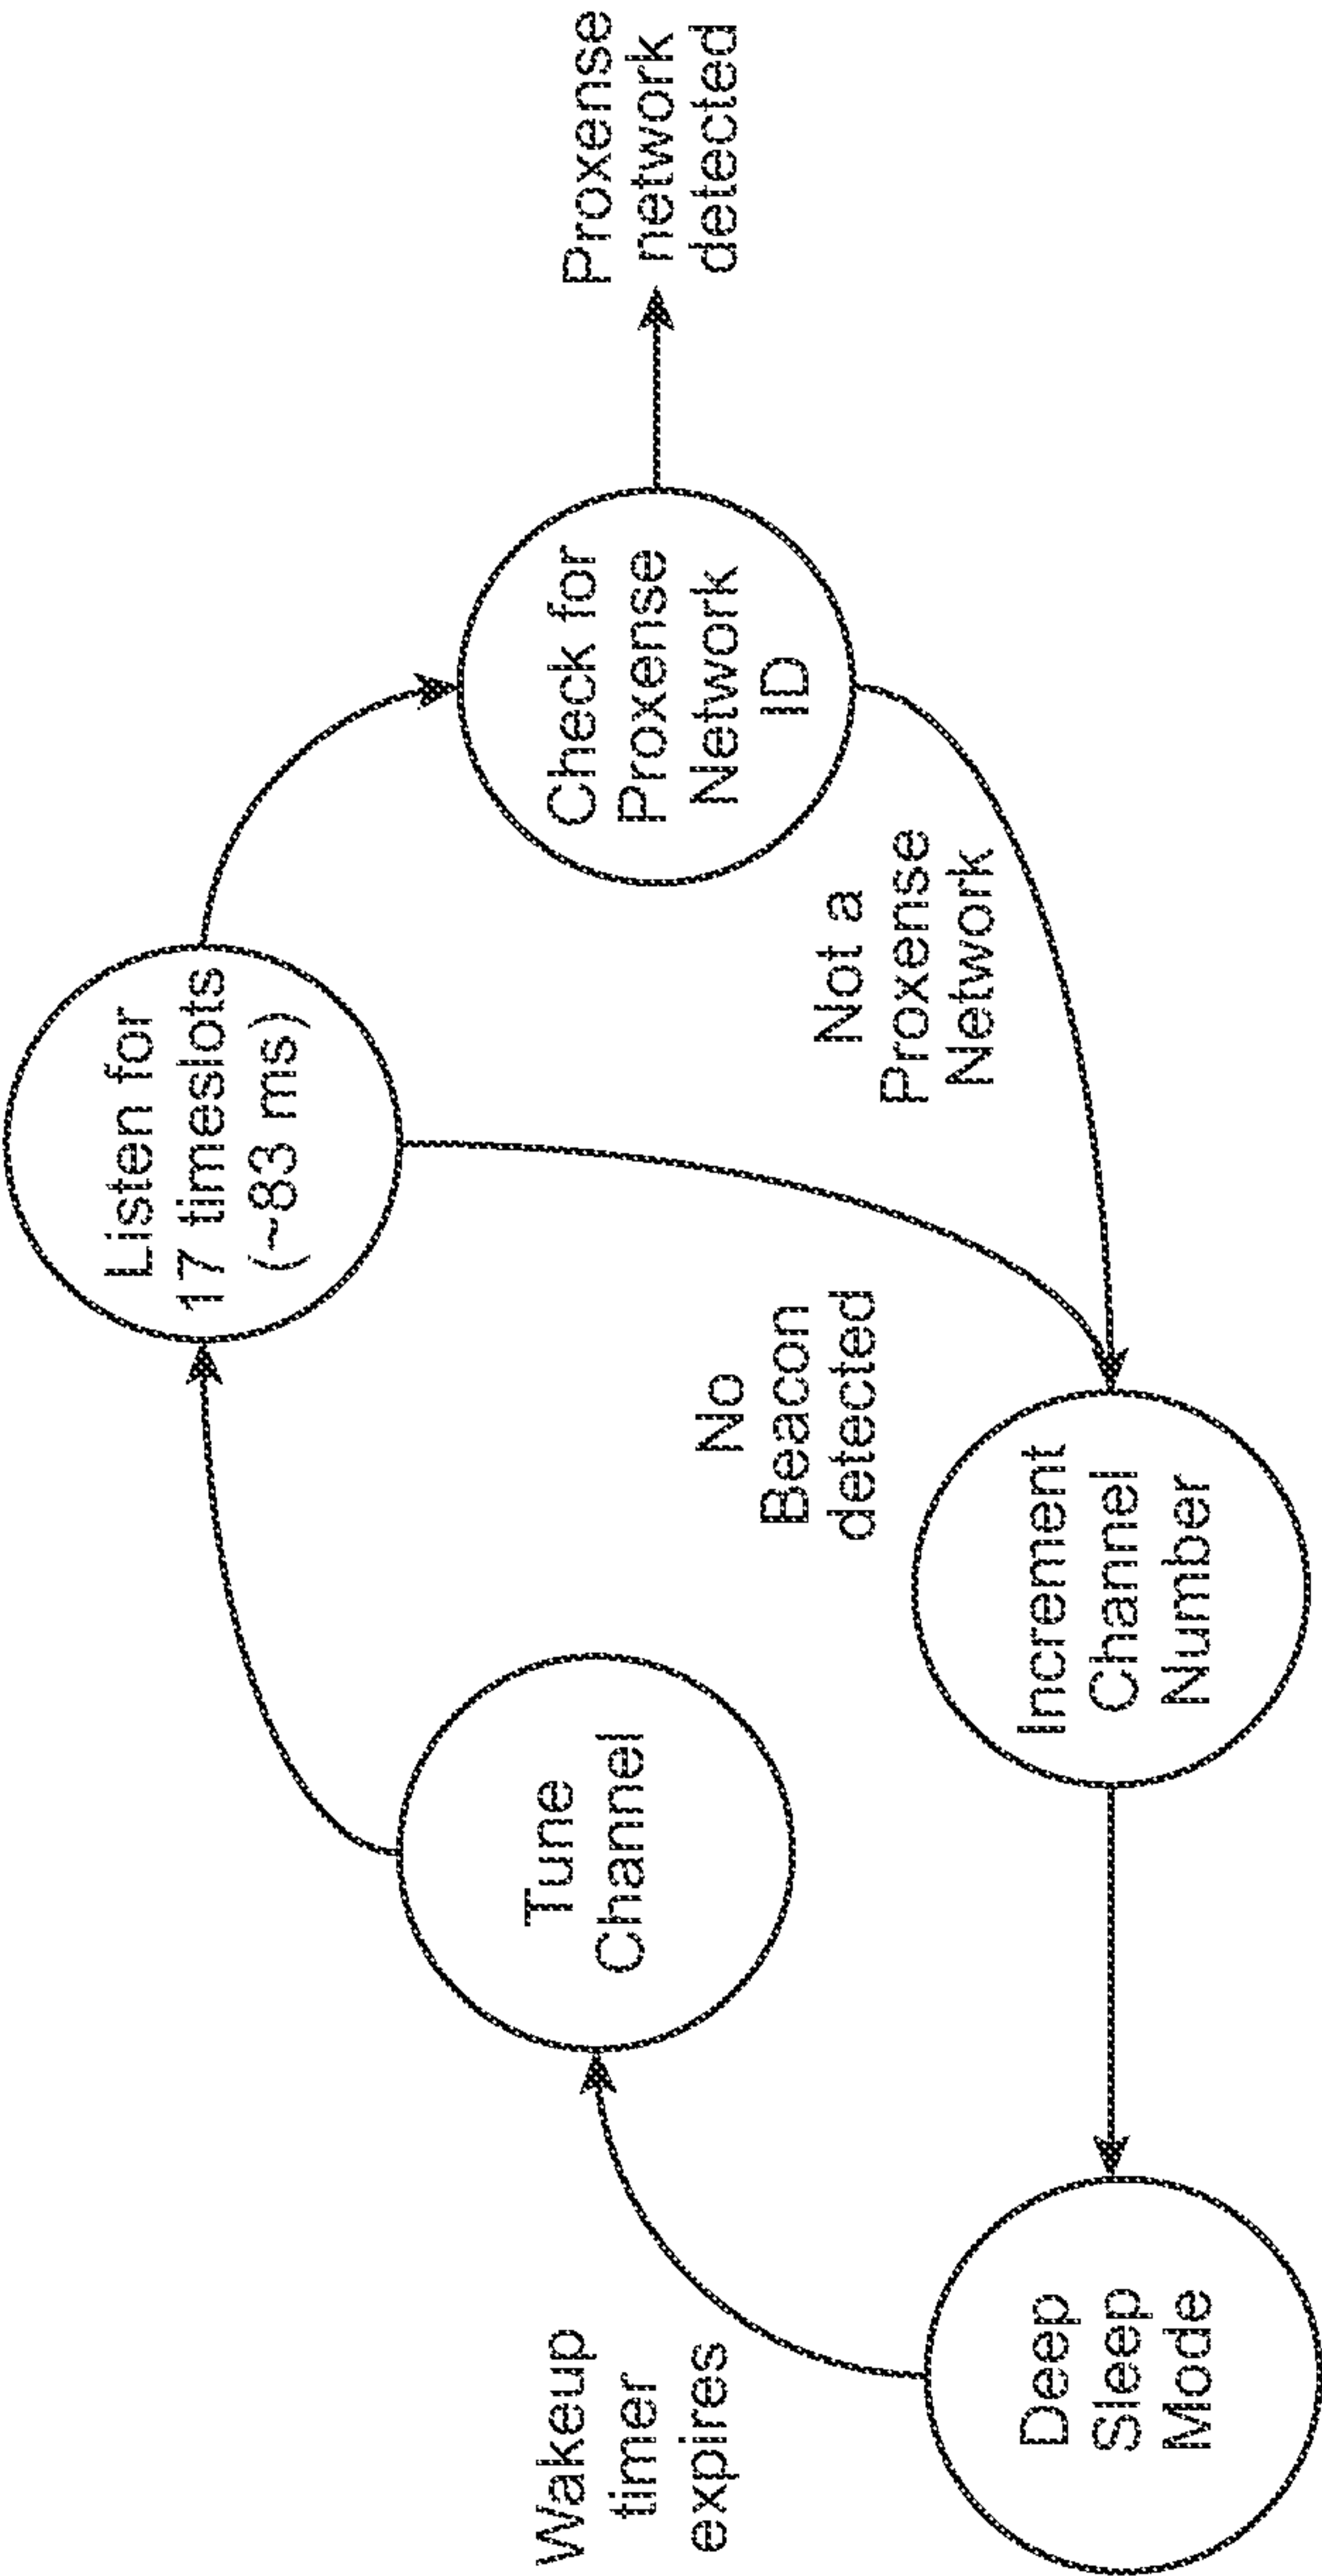 Wakeup
timer
expires
Deep
Sleep
Mode
Tune
Channel
Increment
Channel
Number
No
Beacon
detected
Listen for
17 timeslots
(~83 ms)
Not a
Proxense
Network
Check for
Proxense
Network
ID
Proxense
network
detected